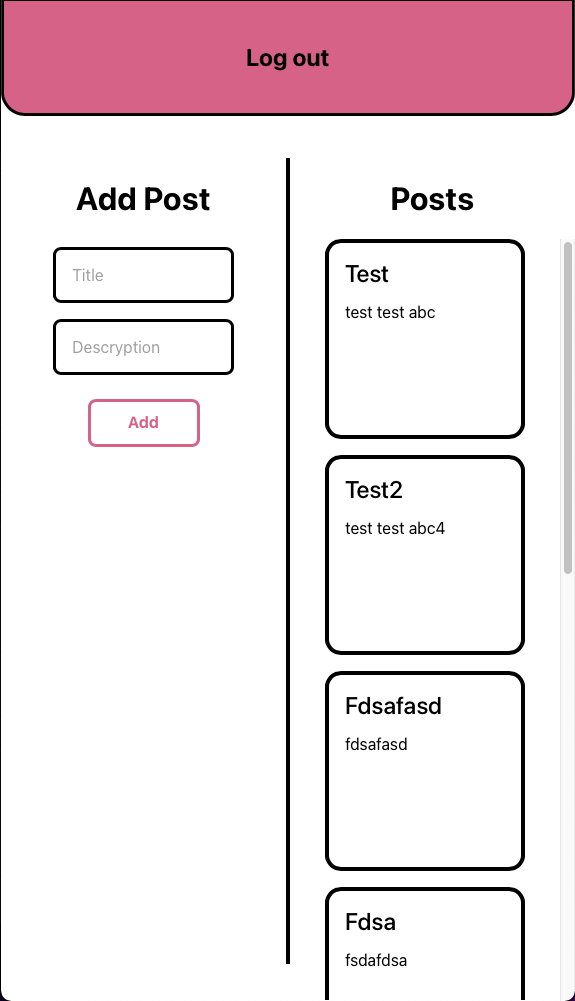 Log out
Add Post
Title
Descryption
Add
Posts
Test
test test abc
Test2
test test abc4
Fdsafasd
fdsafasd
Fdsa
fsdafdsa